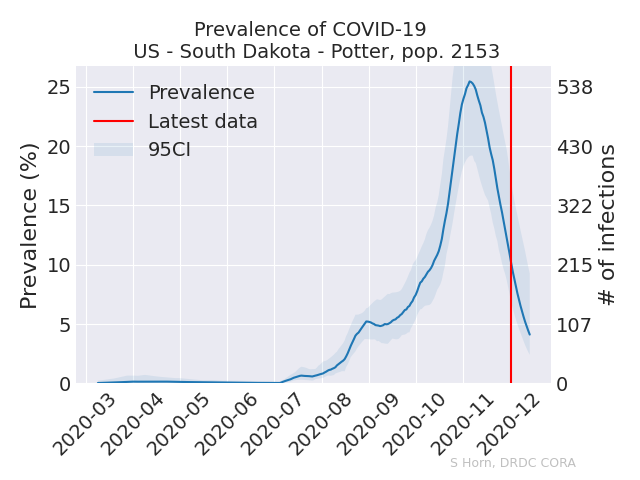 Prevalence of COVID-19
US - South Dakota - Potter, pop. 2153
Prevalence
Latest data
95CI
Prevalence (%)
25
20
15
10
5
0
538
430
322
215
107
0
# of infections
2020-03
2020-04
2020-05
2020-06
2020-07
2020-08
2020-09
2020-10
2020-11
2020-12
S Horn, DRDC CORA